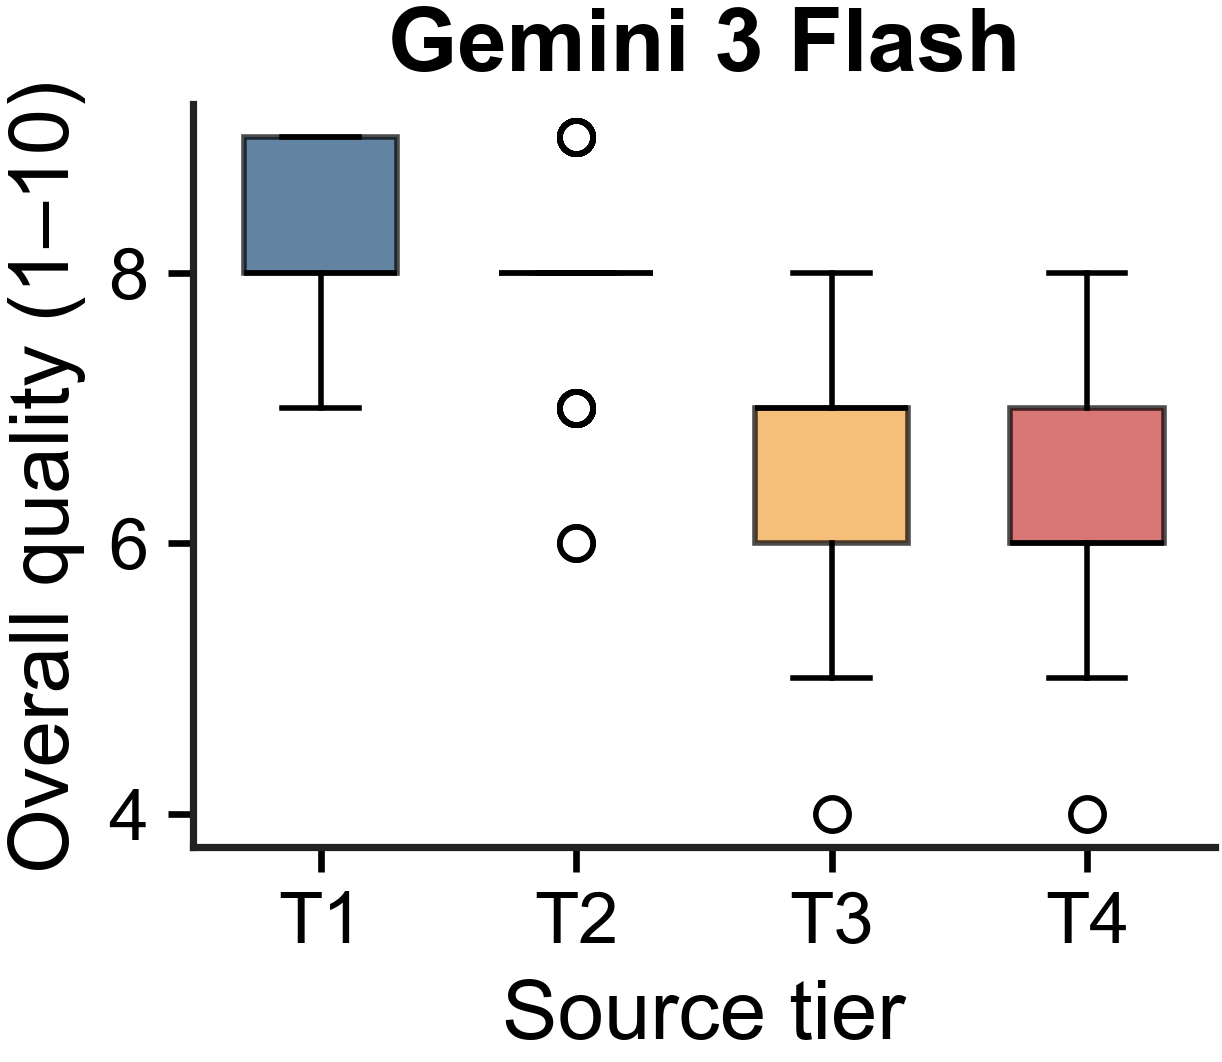 Gemini 3 Flash
Overall quality (1–10)
8
6
4
T1 T2 T3 T4
Source tier